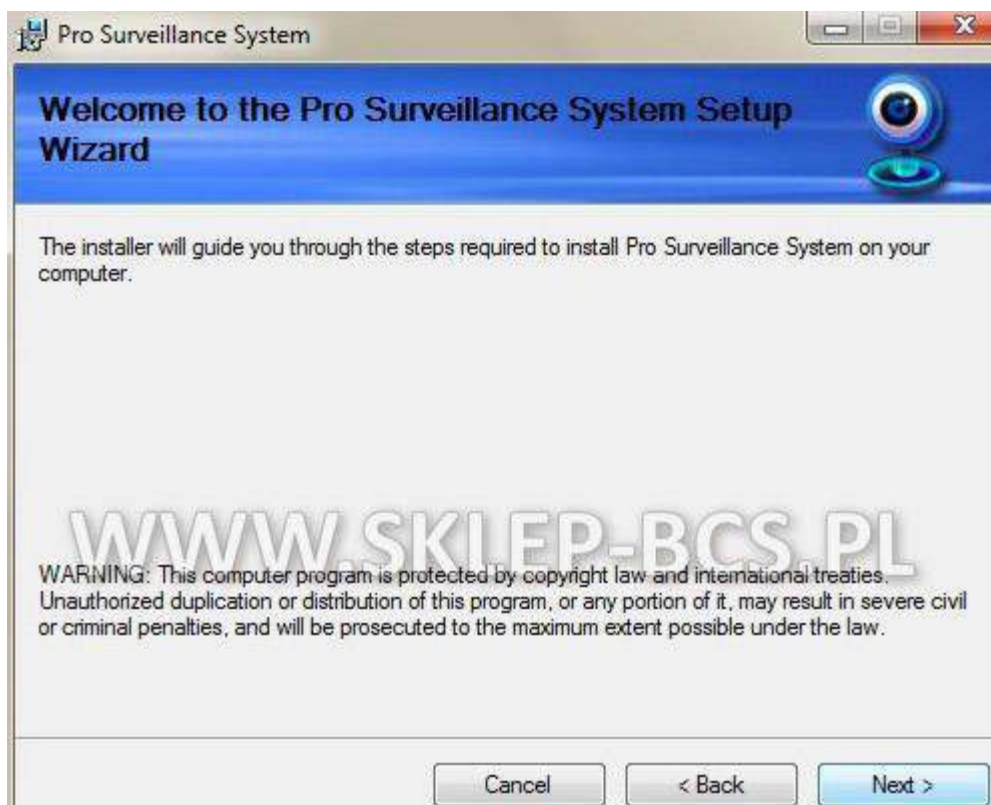 Pro Surveillance System
Welcome to the Pro Surveillance System Setup
Wizard
The installer will guide you through the steps required to install Pro Surveillance System on your
computer.
WWW.SKLEP-BCS.PL
WARNING: This computer program is protected by copyright law and international treaties.
Unauthorized duplication or distribution of this program, or any portion of it, may result in severe civil
or criminal penalties, and will be prosecuted to the maximum extent possible under the law.
Cancel < Back Next >